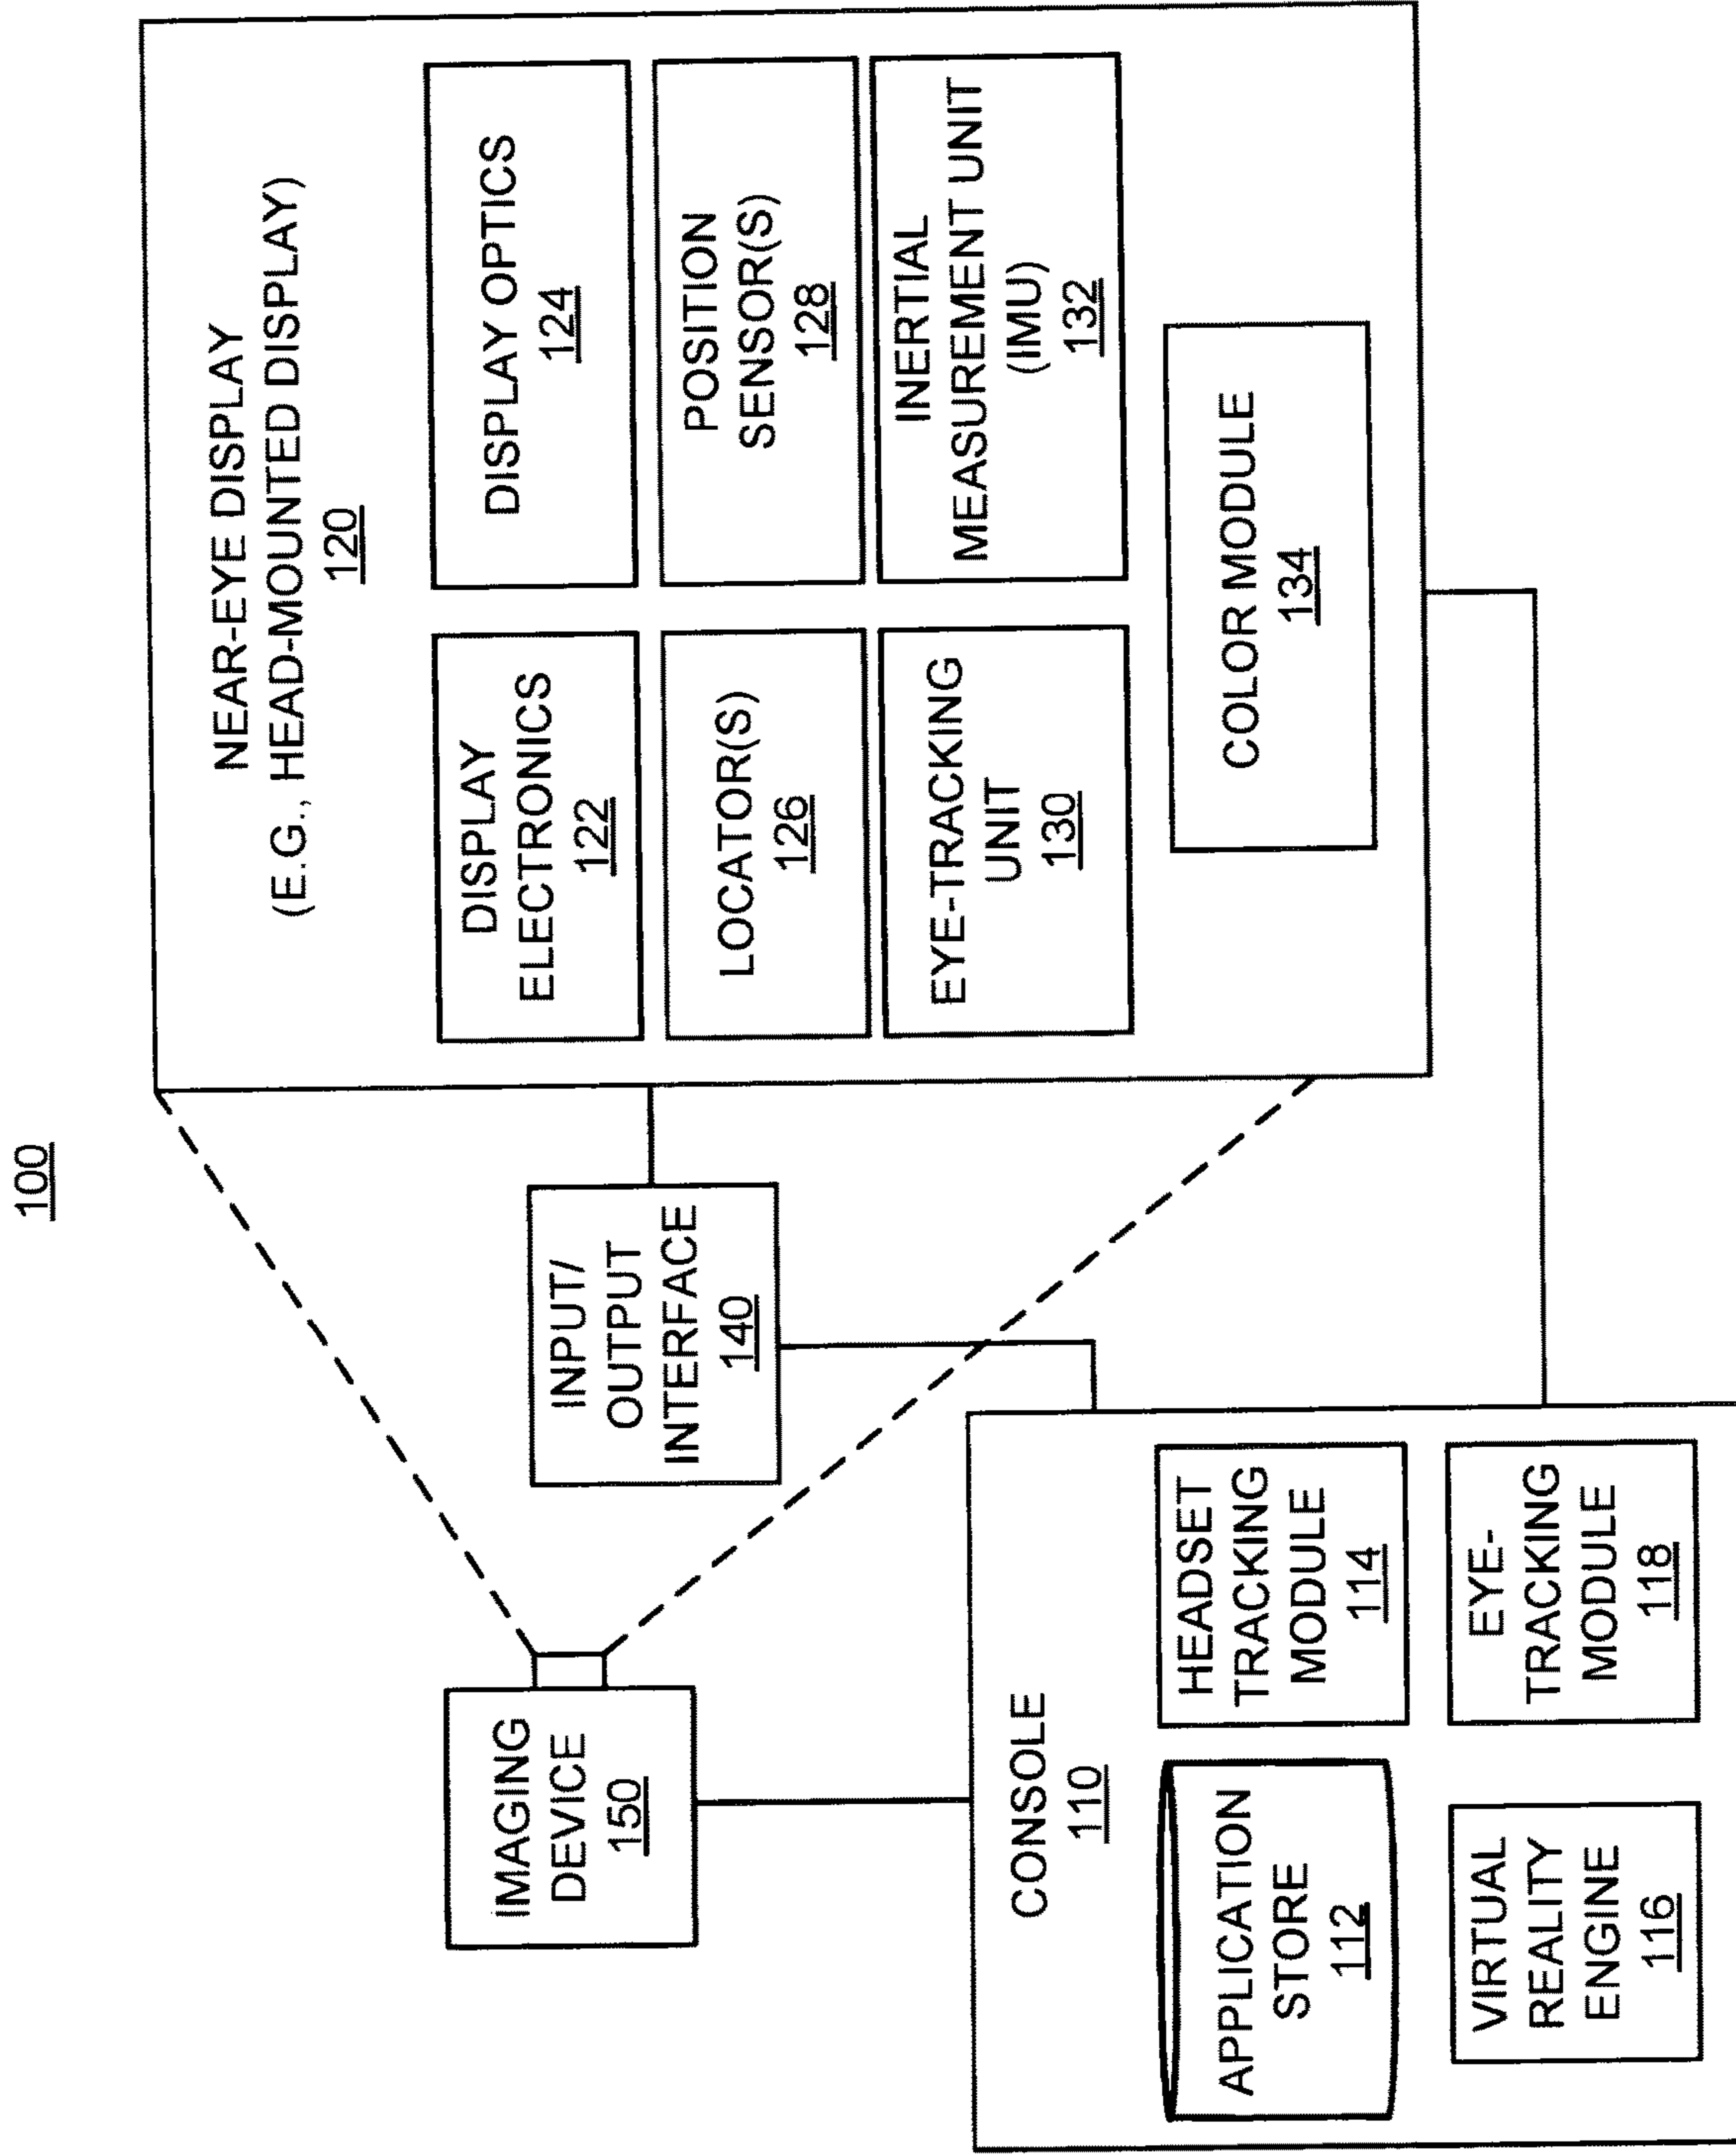 100
NEAR-EYE DISPLAY
(E.G., HEAD-MOUNTED DISPLAY)
120
DISPLAY
ELECTRONICS
122
DISPLAY OPTICS
124
LOCATOR(S)
126
POSITION
SENSOR(S)
128
EYE-TRACKING
UNIT
130
INERTIAL
MEASUREMENT UNIT
(IMU)
132
COLOR MODULE
134
INPUT/
OUTPUT
INTERFACE
140
IMAGING
DEVICE
150
CONSOLE
110
APPLICATION
STORE
112
HEADSET
TRACKING
MODULE
114
VIRTUAL
REALITY
ENGINE
116
EYE-
TRACKING
MODULE
118